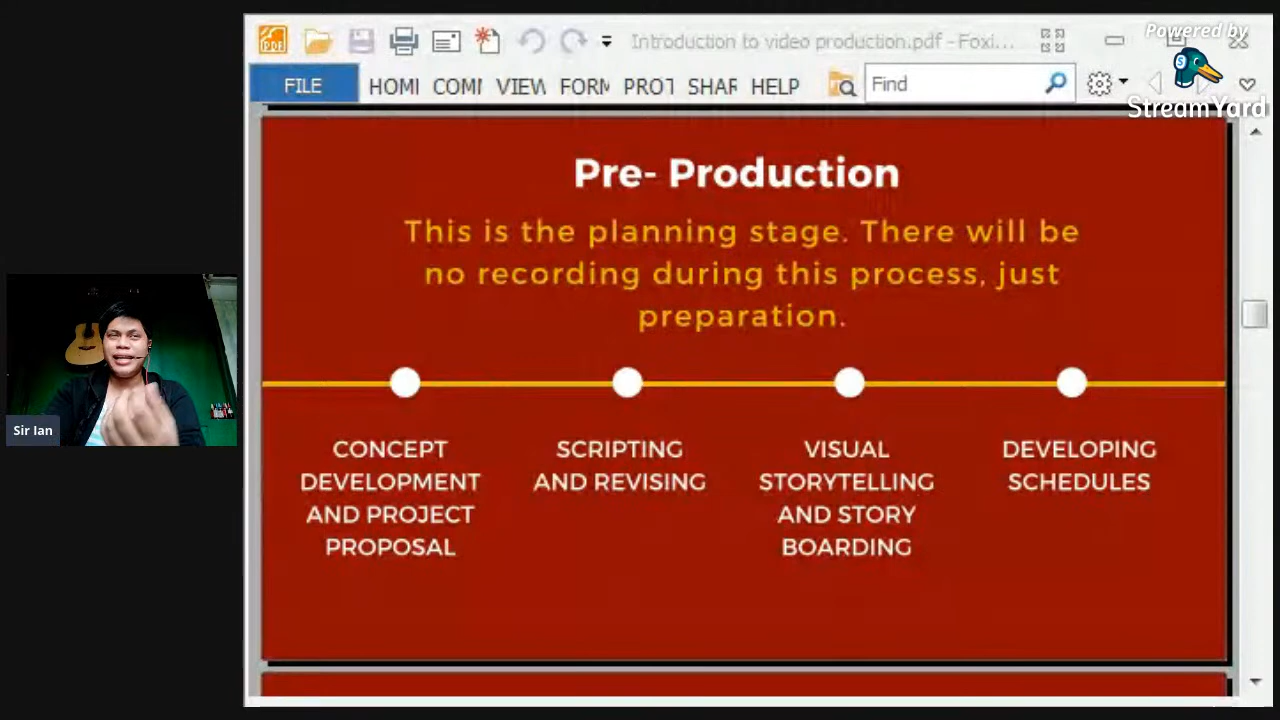 Powered by
StreamYard
Introduction to video production.pdf - Foxi...
FILE
HOMI
COMI
VIEW
FORM
PROT
SHAR
HELP
Find
Pre- Production
This is the planning stage. There will be
no recording during this process, just
preparation.
CONCEPT
DEVELOPMENT
AND PROJECT
PROPOSAL
SCRIPTING
AND REVISING
VISUAL
STORYTELLING
AND STORY
BOARDING
DEVELOPING
SCHEDULES
Sir Ian